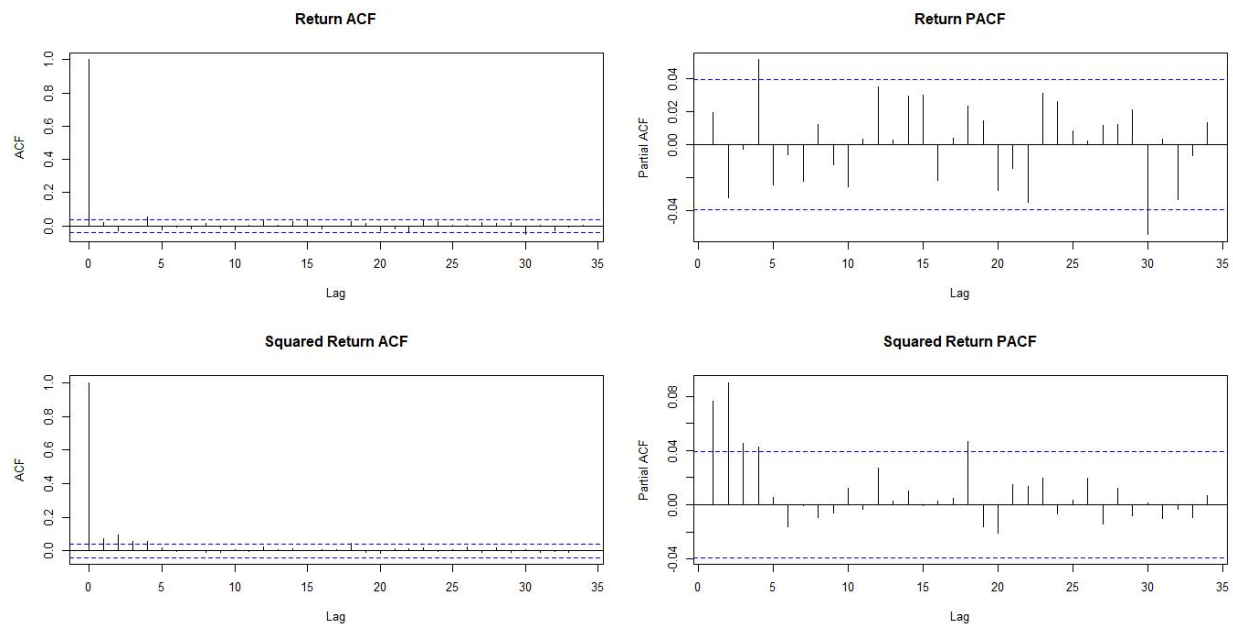 Return ACF
ACF
0.0 0.2 0.4 0.6 0.8 1.0
0 5 10 15 20 25 30 35
Lag
Return PACF
Partial ACF
-0.04 0.00 0.02 0.04
0 5 10 15 20 25 30 35
Lag
Squared Return ACF
ACF
0.0 0.2 0.4 0.6 0.8 1.0
0 5 10 15 20 25 30 35
Lag
Squared Return PACF
Partial ACF
-0.04 0.00 0.04 0.08
0 5 10 15 20 25 30 35
Lag